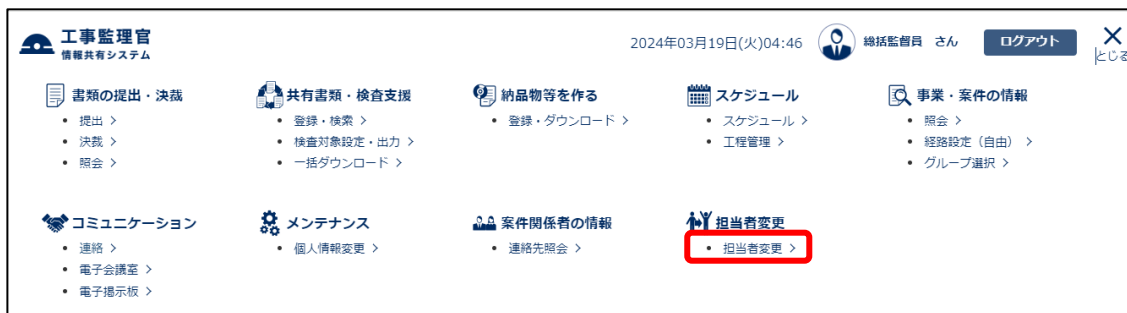 工事監理官
情報共有システム
2024年03月19日(火)04:46
総括監督員 さん
ログアウト
とじる
書類の提出・決裁
• 提出 >
• 決裁 >
• 照会 >
共有書類・検査支援
• 登録・検索 >
• 検査対象設定・出力 >
• 一括ダウンロード >
納品物等を作る
• 登録・ダウンロード >
スケジュール
• スケジュール >
• 工程管理 >
事業・案件の情報
• 照会 >
• 経路設定（自由） >
• グループ選択 >
コミュニケーション
• 連絡 >
• 電子会議室 >
• 電子掲示板 >
メンテナンス
• 個人情報変更 >
案件関係者の情報
• 連絡先照会 >
担当者変更
• 担当者変更 >